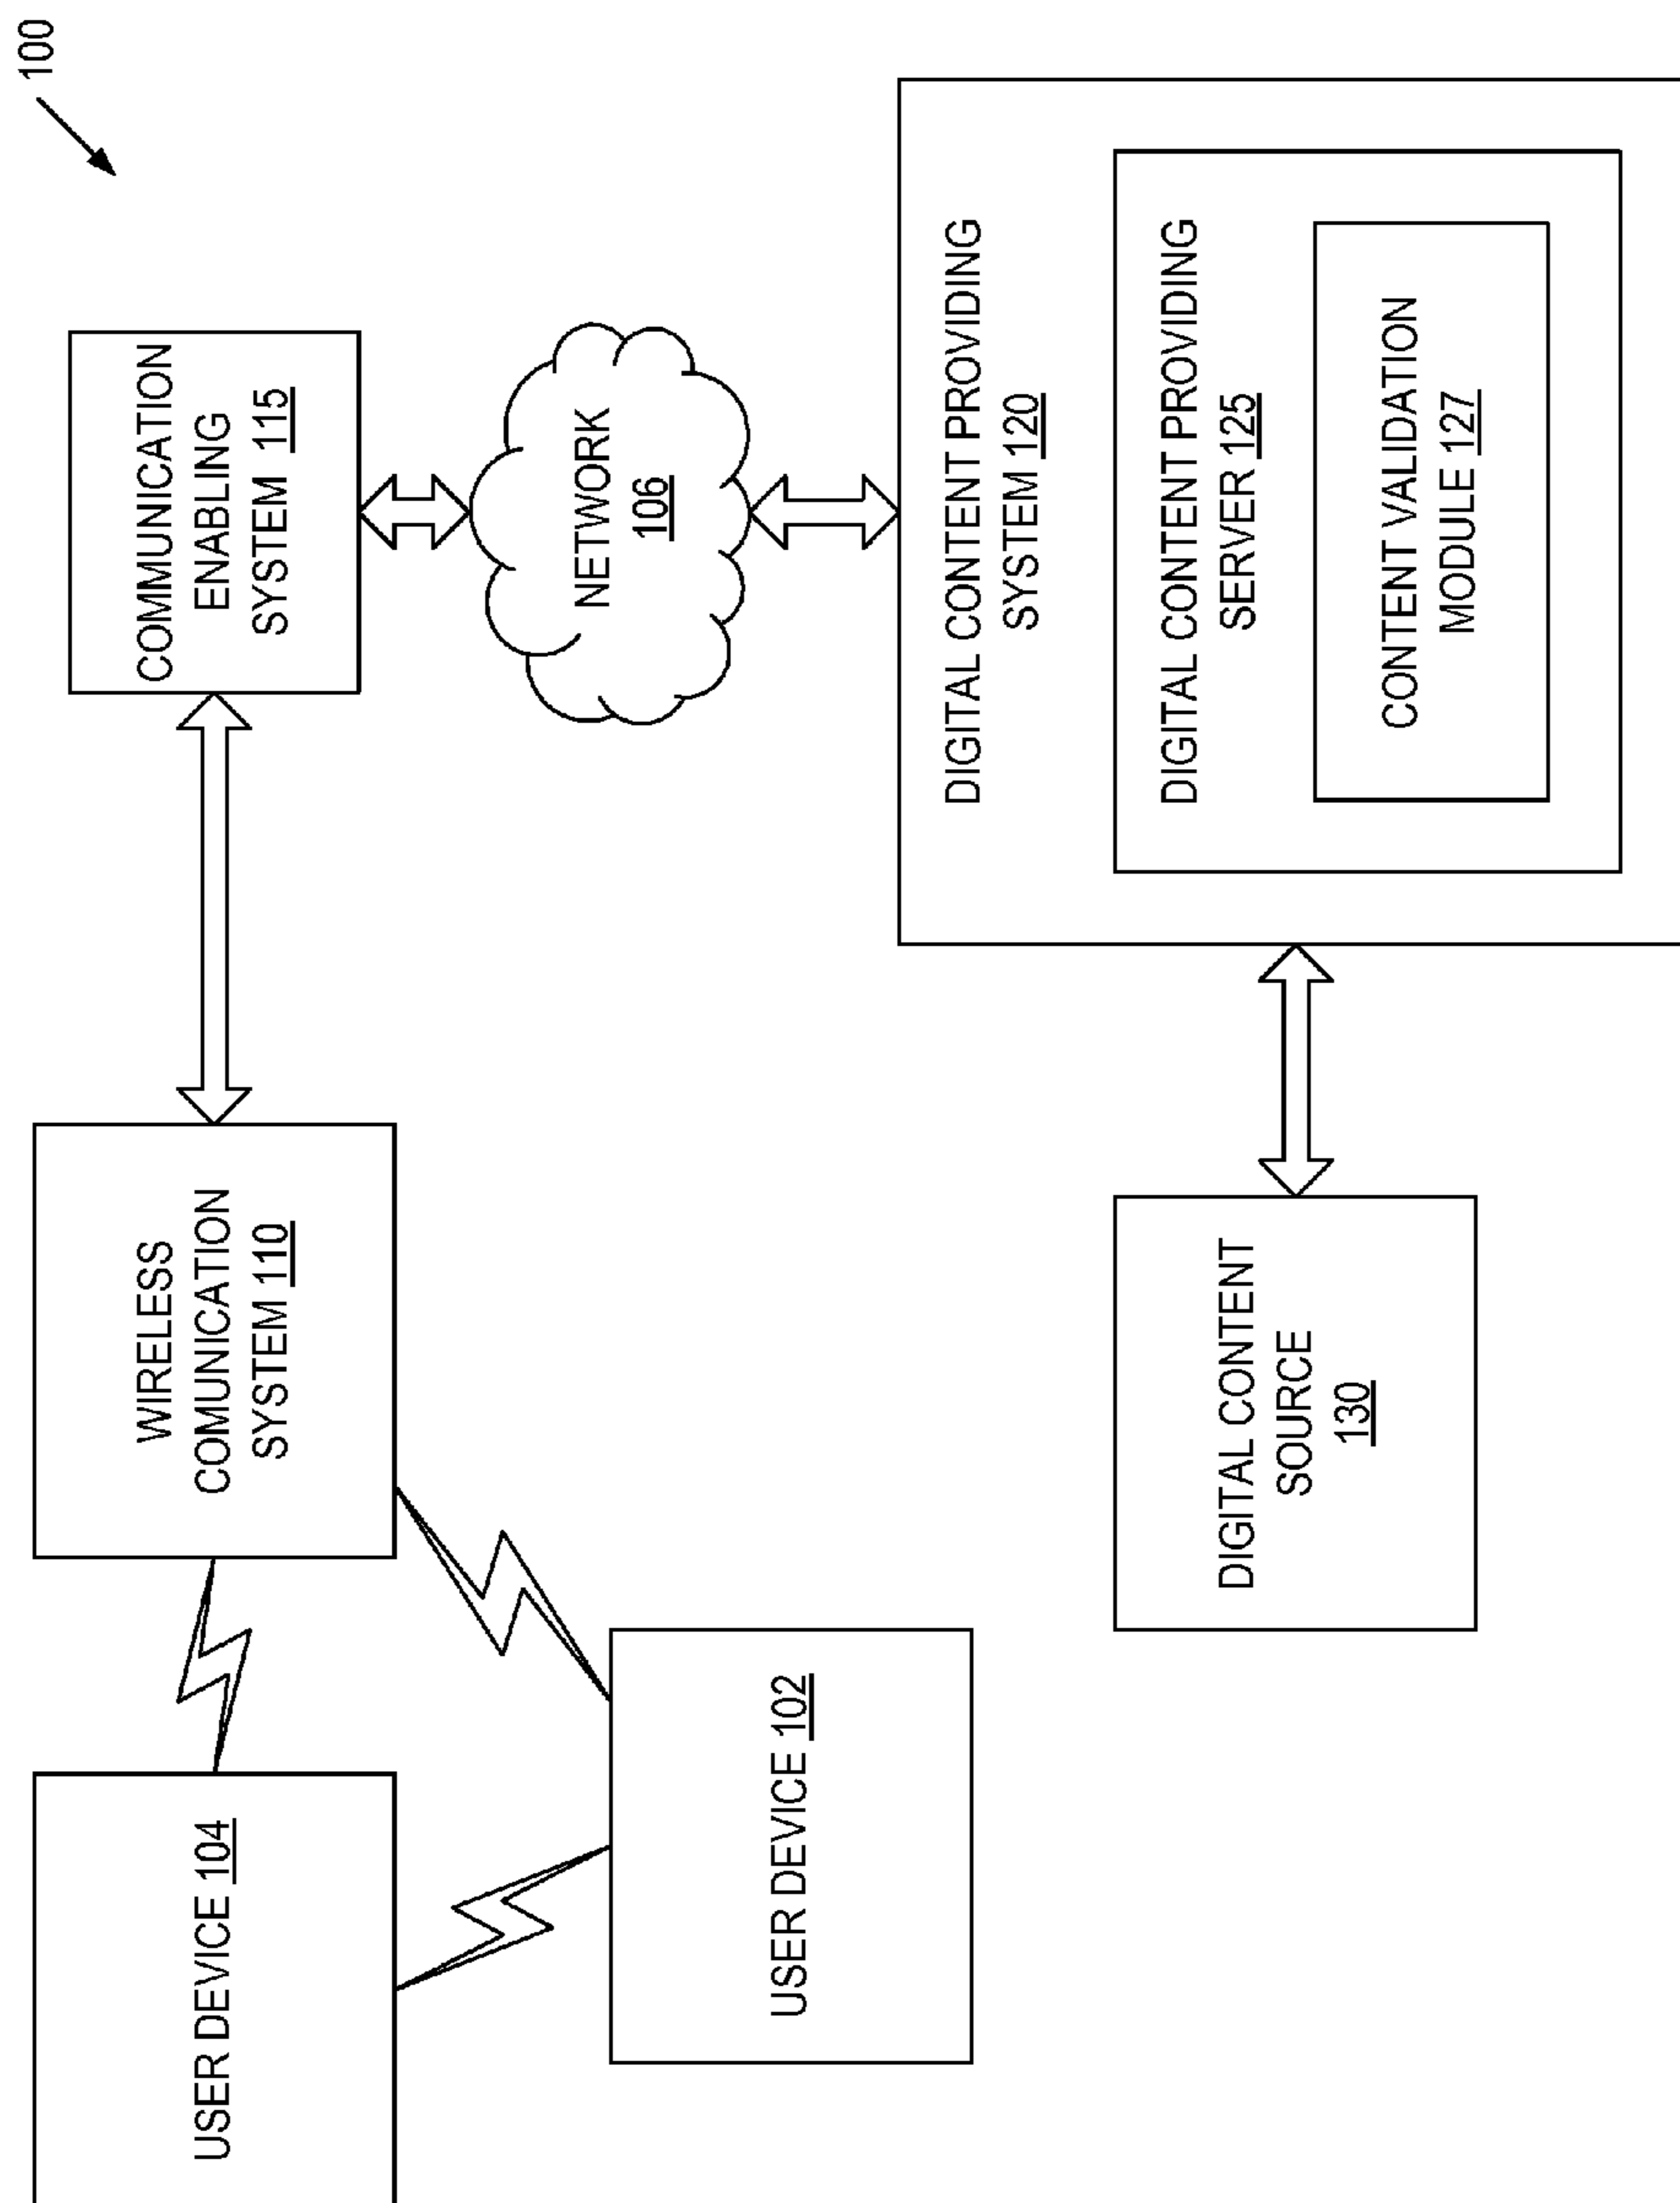 100
USER DEVICE 104
WIRELESS
COMUNICATION
SYSTEM 110
COMMUNICATION
ENABLING
SYSTEM 115
USER DEVICE 102
NETWORK
106
DIGITAL CONTENT PROVIDING
SYSTEM 120
DIGITAL CONTENT PROVIDING
SERVER 125
CONTENT VALIDATION
MODULE 127
DIGITAL CONTENT
SOURCE
130